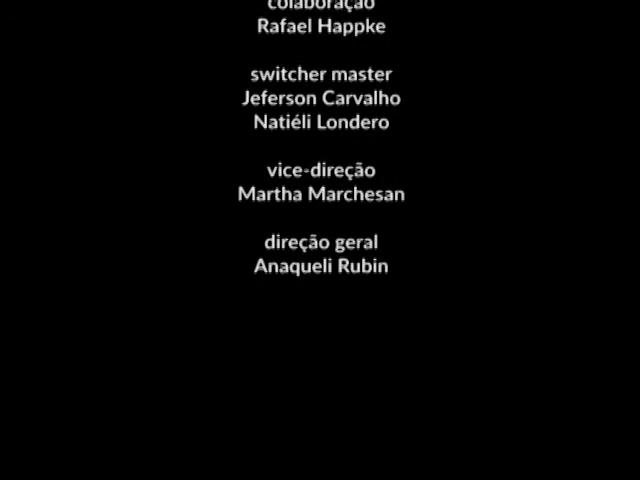 colaboração
Rafael Happke
switcher master
Jeferson Carvalho
Natiéli Londero
vice-direção
Martha Marchesan
direção geral
Anaqueli Rubin